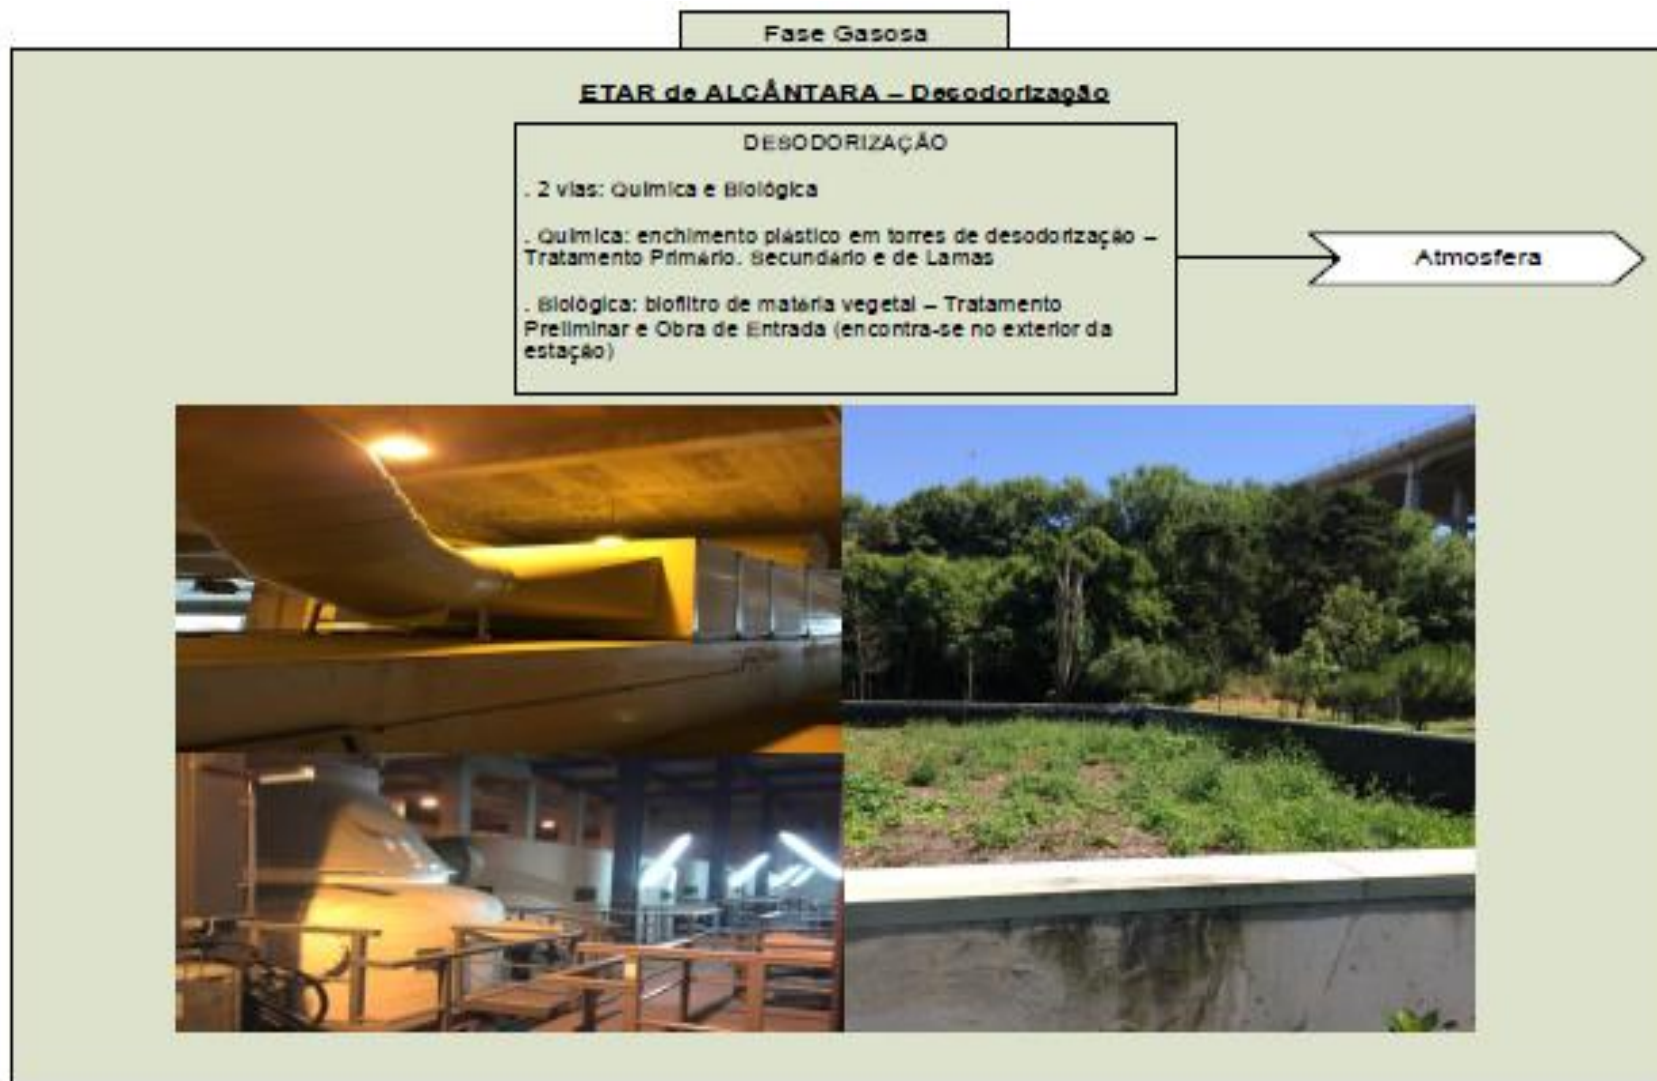 Fase Gasosa
ETAR de ALCÂNTARA – Desodorização
DESODORIZAÇÃO
. 2 vias: Química e Biológica
. Química: enchimento plástico em torres de desodorização –
Tratamento Primário. Secundário e de Lamas
. Biológica: biofiltro de matéria vegetal – Tratamento
Preliminar e Obra de Entrada (encontra-se no exterior da
estação)
Atmosfera